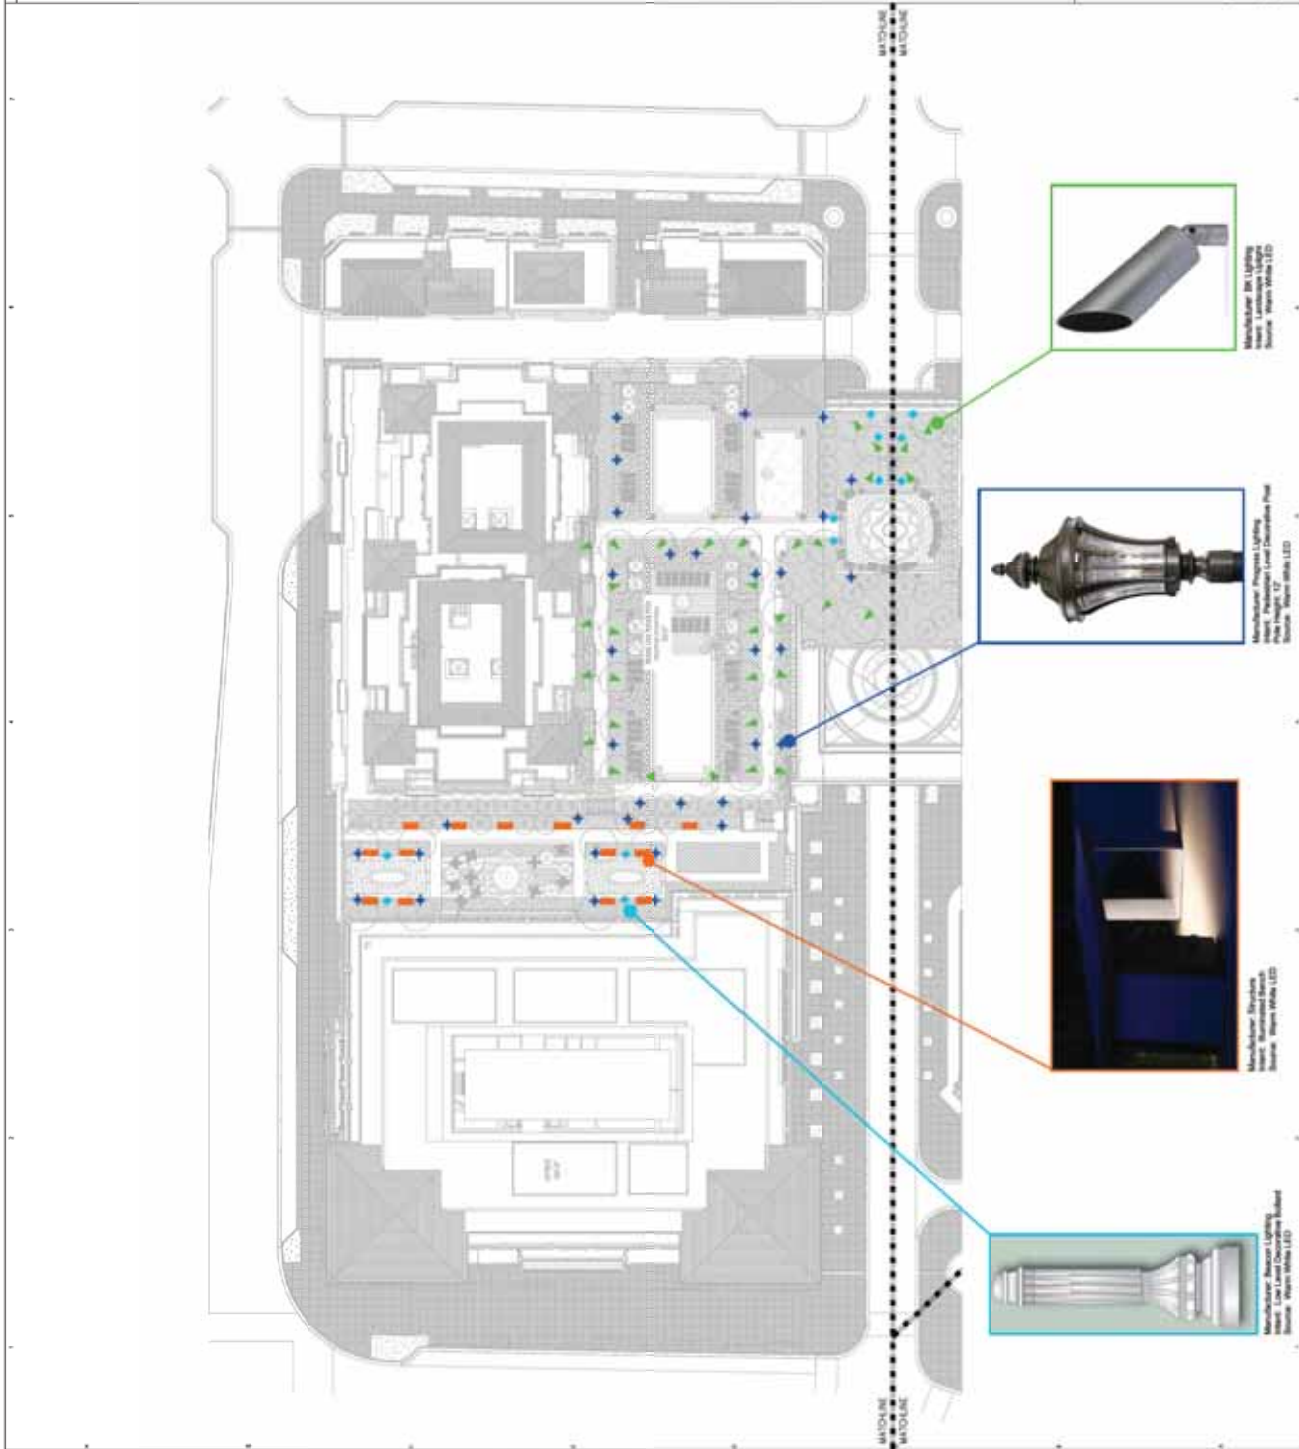 MATCHLINE
MATCHLINE
Manufacturer: BK Lighting
Intent: Landscape Uplight
Source: Warm White LED
Manufacturer: Progress Lighting
Intent: Pedestrian Level Decorative Post
Pole Height: 12'
Source: Warm White LED
Manufacturer: Structura
Intent: Illuminated Bench
Source: Warm White LED
Manufacturer: Beacon Lighting
Intent: Low Level Decorative Bollard
Source: Warm White LED
MATCHLINE
MATCHLINE